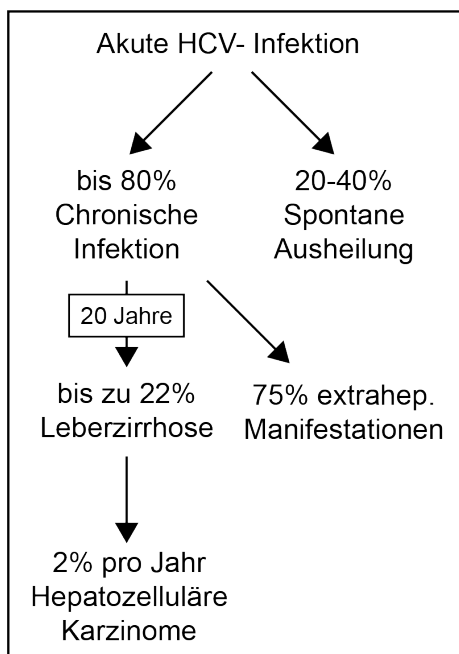 Akute HCV- Infektion
bis 80%
Chronische
Infektion
20-40%
Spontane
Ausheilung
20 Jahre
bis zu 22%
Leberzirrhose
75% extrahep.
Manifestationen
2% pro Jahr
Hepatozelluläre
Karzinome